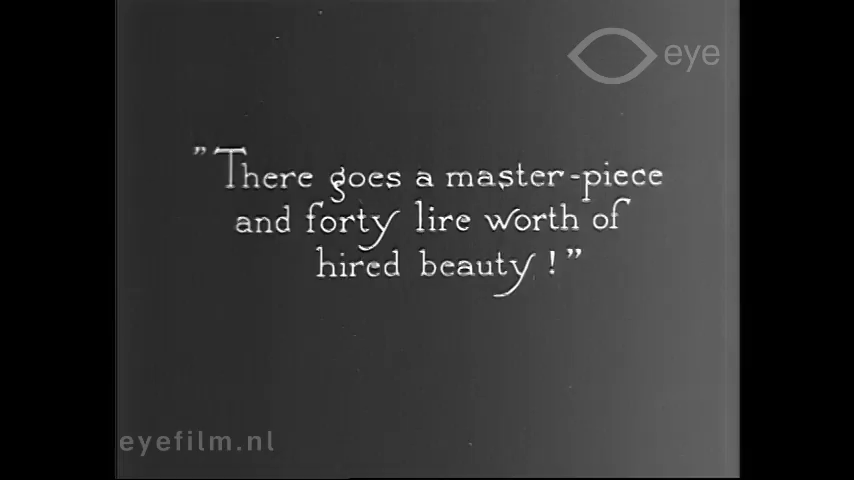 eye
”There goes a master-piece
and forty lire worth of
hired beauty !”
eyefilm.nl